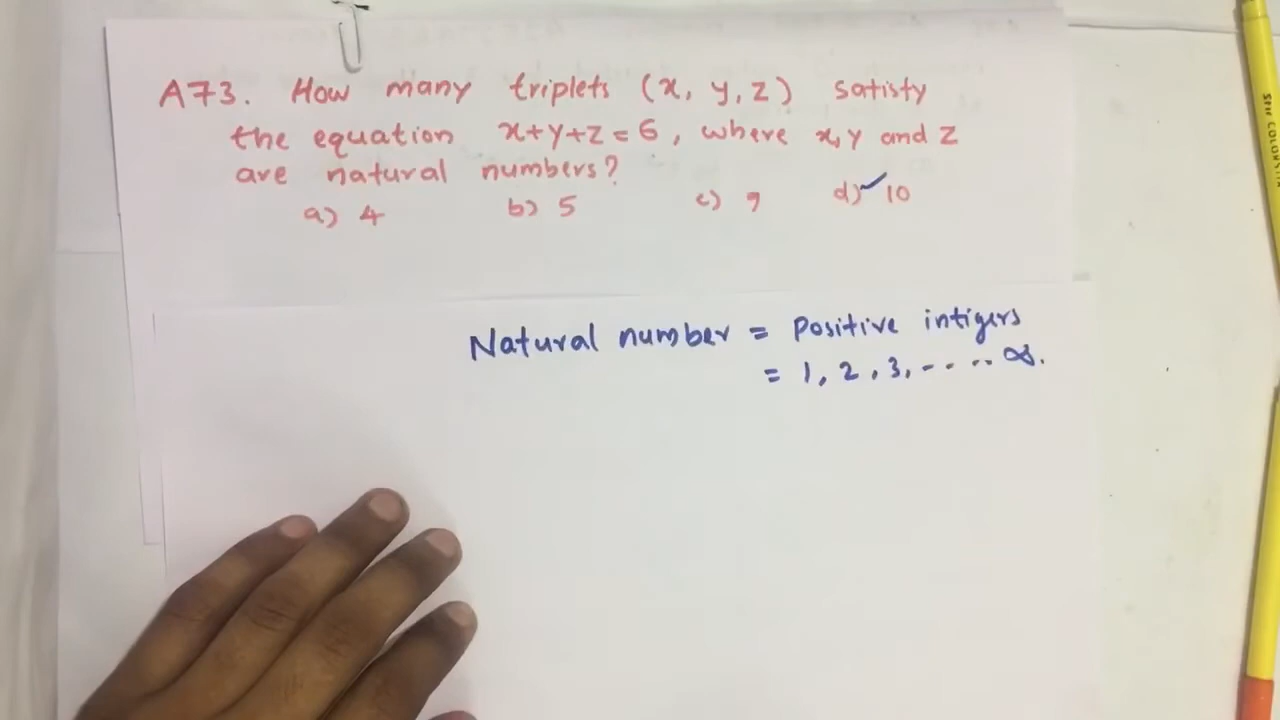 A73. How many triplets (x, y, z) satisty
the equation x+y+z = 6, where x, y and z
are natural numbers?
a) 4 b) 5 c) 9 d) ✓ 10
Natural number = Positive intigers
= 1, 2, 3, - - - .. ∞.